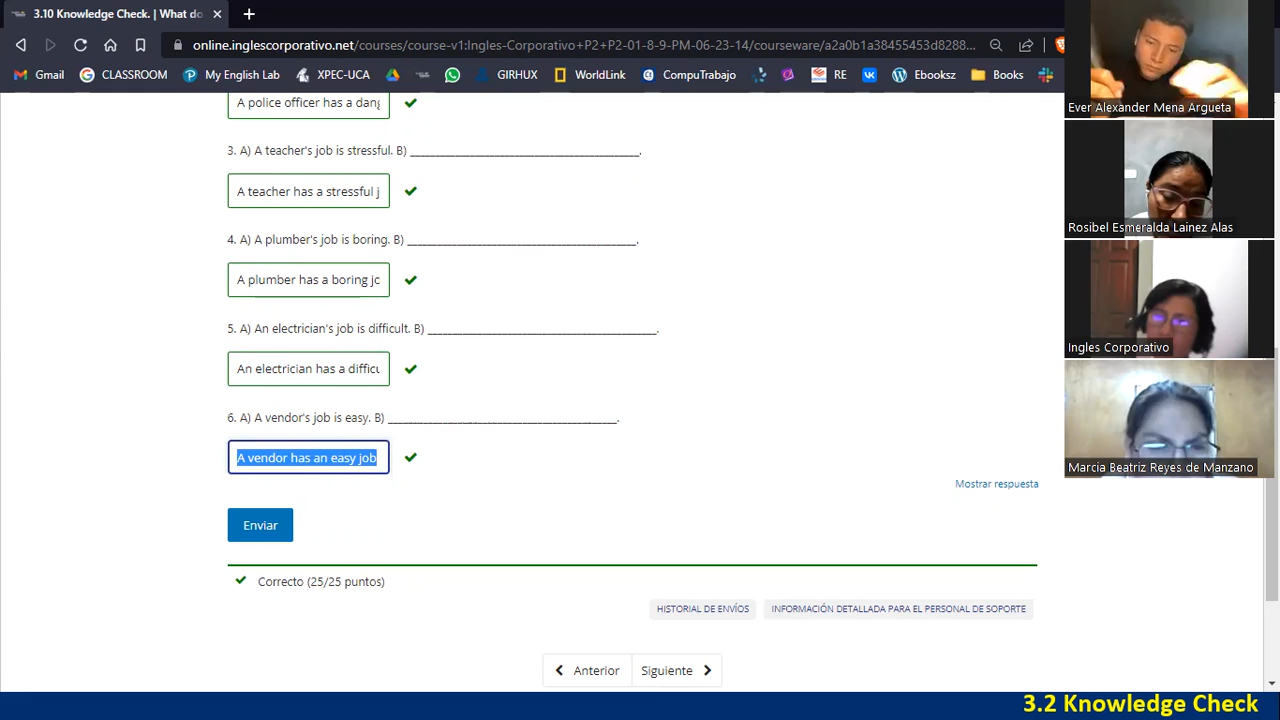 3.10 Knowledge Check. | What do
online.inglescorporativo.net/courses/course-v1:Ingles-Corporativo+P2+P2-01-8-9-PM-06-23-14/courseware/a2a0b1a38455453d8288...
Gmail CLASSROOM My English Lab XPEC-UCA GIRHUX WorldLink CompuTrabajo RE Ebooksz Books
A police officer has a dang
3. A) A teacher's job is stressful. B) ______________________________.
A teacher has a stressful j
4. A) A plumber's job is boring. B) ______________________________.
A plumber has a boring jo
5. A) An electrician's job is difficult. B) ______________________________.
An electrician has a difficu
6. A) A vendor's job is easy. B) ______________________________.
A vendor has an easy job
Mostrar respuesta
Enviar
Correcto (25/25 puntos)
HISTORIAL DE ENVÍOS INFORMACIÓN DETALLADA PARA EL PERSONAL DE SOPORTE
Anterior Siguiente
Ever Alexander Mena Argueta
Rosibel Esmeralda Lainez Alas
Ingles Corporativo
Marcia Beatriz Reyes de Manzano
3.2 Knowledge Check